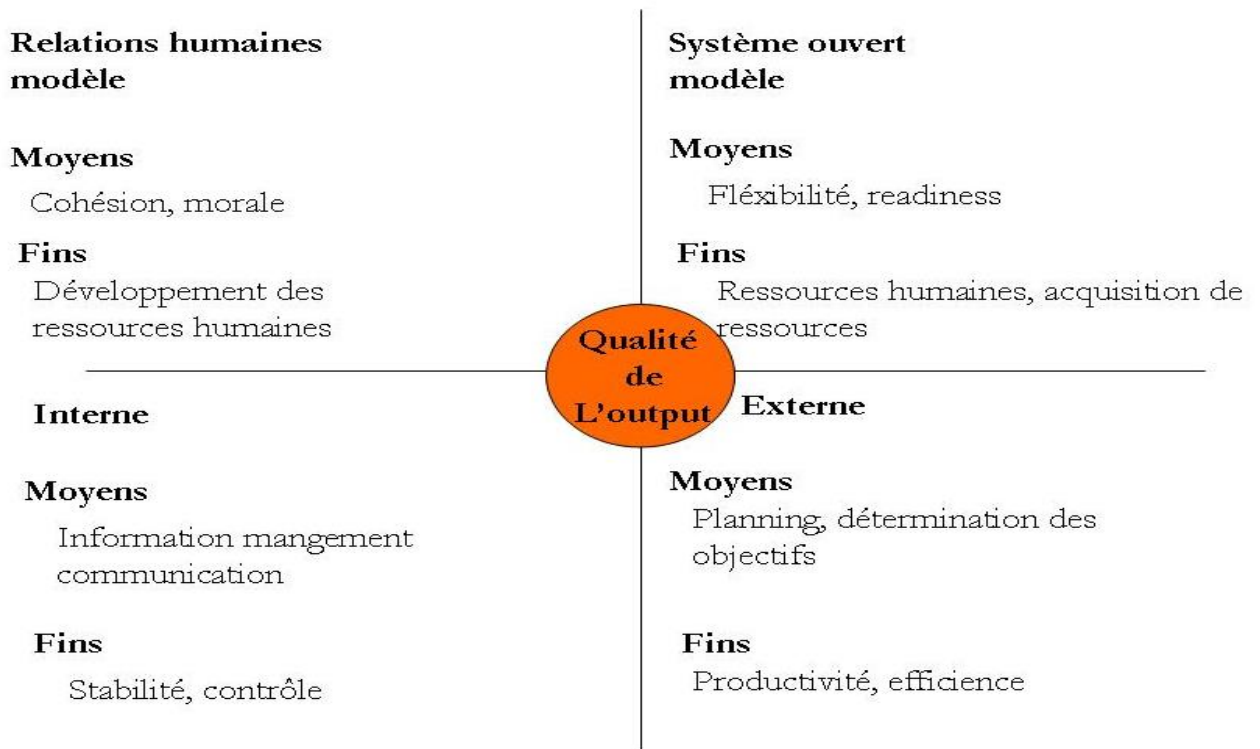 Relations humaines
modèle
Moyens
Cohésion, morale
Fins
Développement des
ressources humaines
Système ouvert
modèle
Moyens
Fléxibilité, readiness
Fins
Ressources humaines, acquisition de
ressources
Qualité
de
L'output
Interne
Moyens
Information mangement
communication
Fins
Stabilité, contrôle
Externe
Moyens
Planning, détermination des
objectifs
Fins
Productivité, efficience